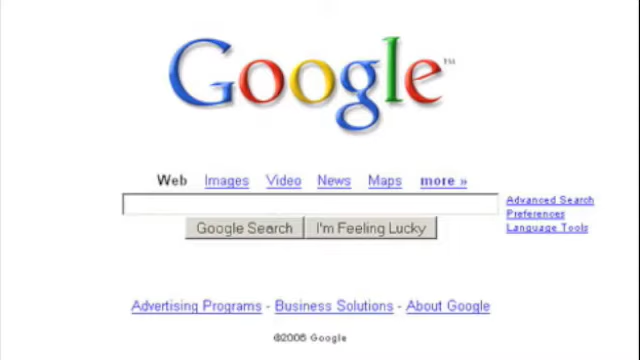 Google™
Web Images Video News Maps more »
Advanced Search
Preferences
Language Tools
Google Search I'm Feeling Lucky
Advertising Programs - Business Solutions - About Google
©2006 Google